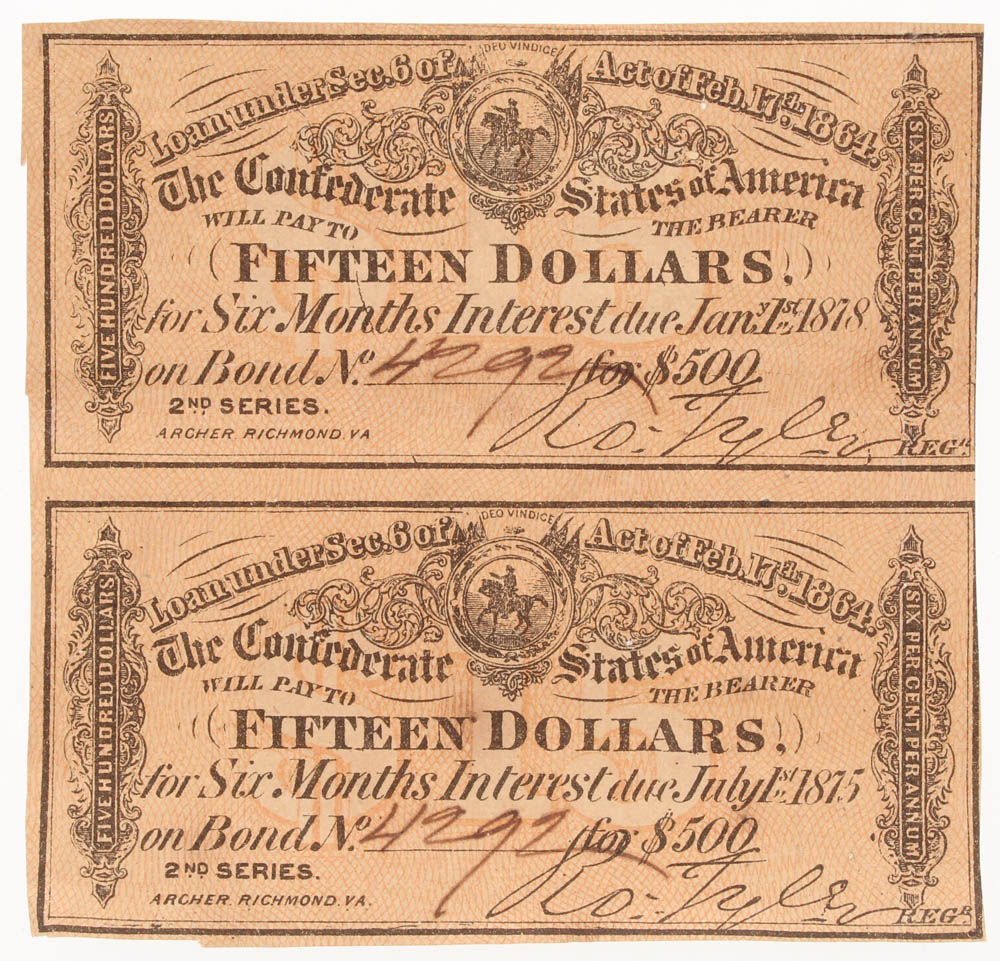 DEO VINDICE
Loan under Sec. 6 of Act of Feb. 17th. 1864.
The Confederate States of America
WILL PAY TO THE BEARER
FIFTEEN DOLLARS,
for Six Months Interest due Jany. 1st. 1878
on Bond No. 4292 for $500
2ND SERIES.
ARCHER, RICHMOND. VA
Ro: Tyler REGR.
FIVE HUNDRED DOLLARS
SIX PER CENT. PER ANNUM
DEO VINDICE
Loan under Sec. 6 of Act of Feb. 17th. 1864.
The Confederate States of America
WILL PAY TO THE BEARER
FIFTEEN DOLLARS,
for Six Months Interest due July 1st. 1875
on Bond No. 4292 for $500
2ND SERIES.
ARCHER, RICHMOND. VA.
Ro: Tyler REGR
FIVE HUNDRED DOLLARS
SIX PER CENT. PER ANNUM